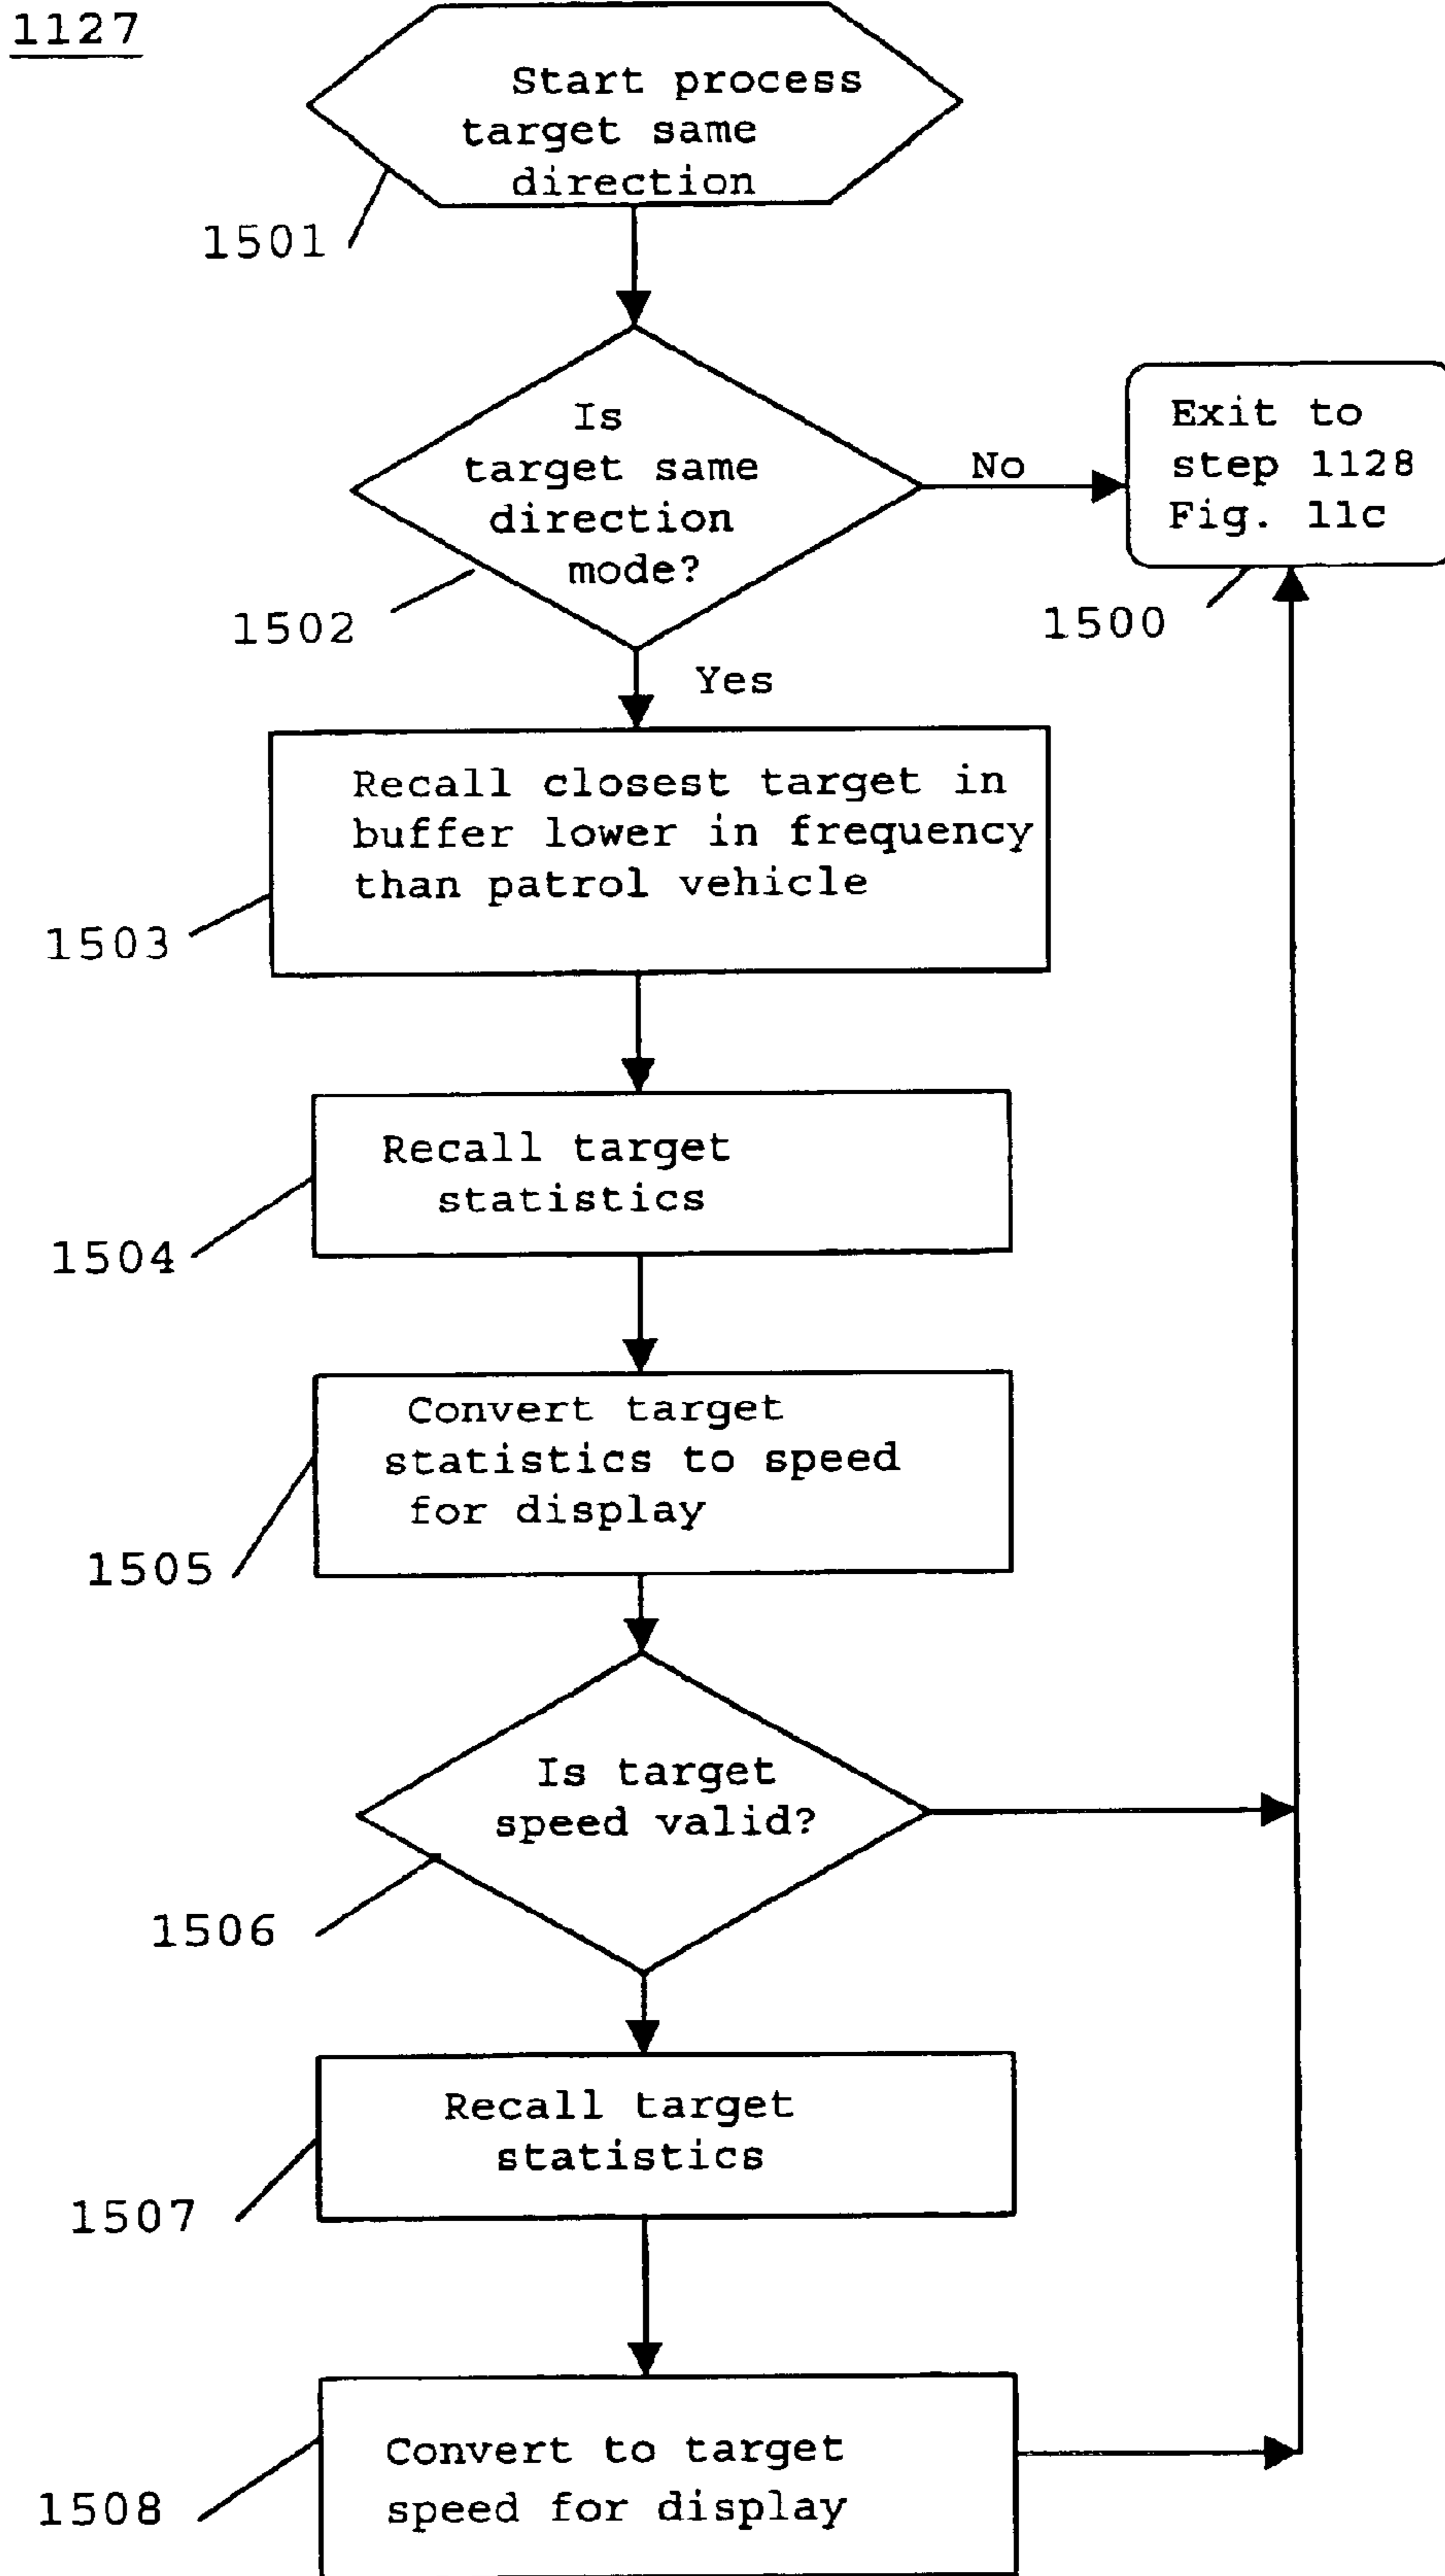 1127
Start process
target same
direction
1501
Is
target same
direction
mode?
No
Exit to
step 1128
Fig. 11c
1502
1500
Yes
Recall closest target in
buffer lower in frequency
than patrol vehicle
1503
Recall target
statistics
1504
Convert target
statistics to speed
for display
1505
Is target
speed valid?
1506
Recall target
statistics
1507
Convert to target
speed for display
1508